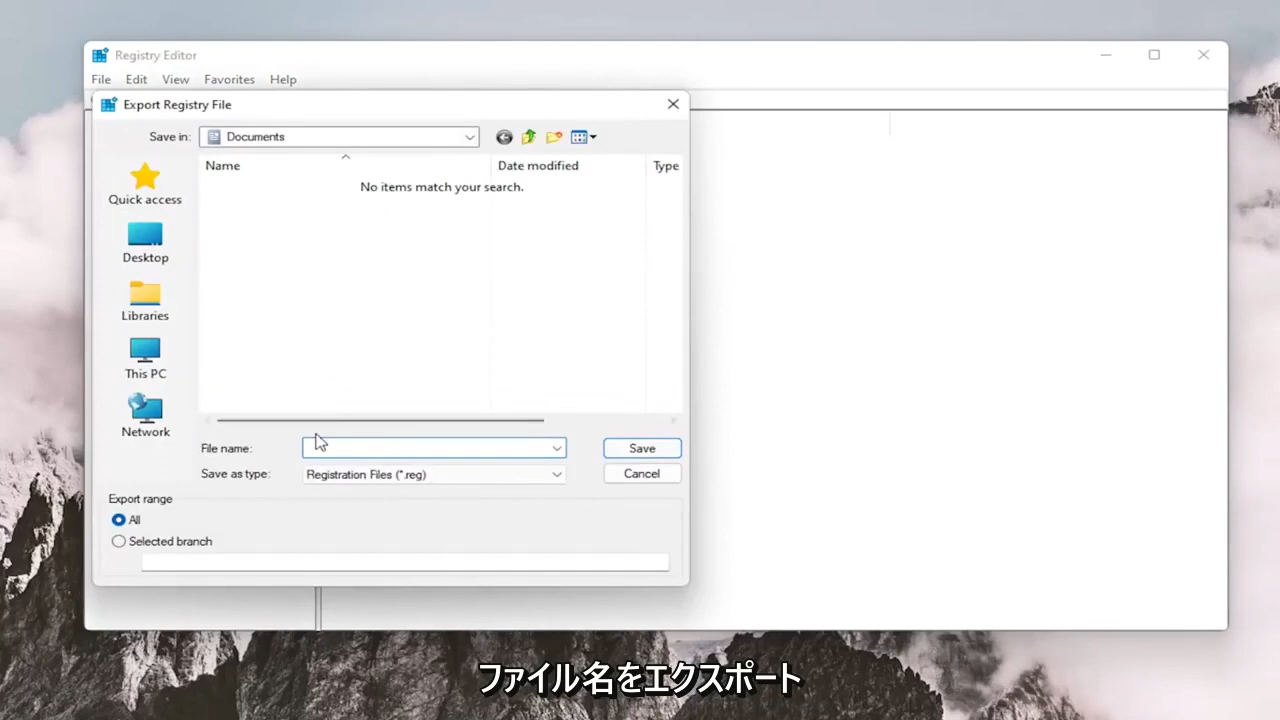 Registry Editor
File Edit View Favorites Help
Export Registry File
Save in: Documents
Name Date modified Type
No items match your search.
Quick access
Desktop
Libraries
This PC
Network
File name: Save
Save as type: Registration Files (*.reg) Cancel
Export range
All
Selected branch
ファイル名をエクスポート